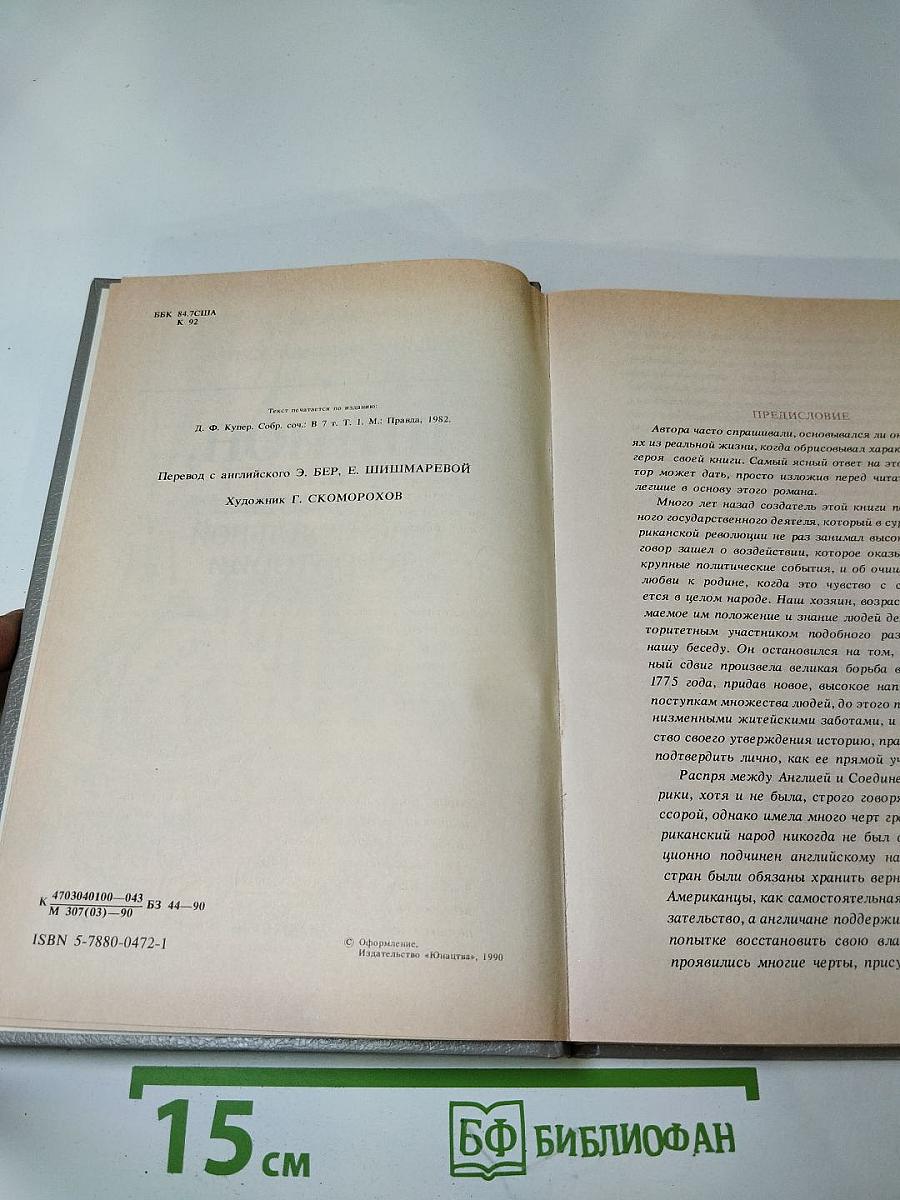 ББК 84.7США
К 92
Текст печатается по изданию:
Д. Ф. Купер. Собр. соч.: В 7 т. Т. 1. М.: Правда, 1982.
Перевод с английского Э. БЕР, Е. ШИШМАРЕВОЙ
Художник Г. СКОМОРОХОВ
К 4703040100—043 БЗ 44—90
М 307(03)—90
ISBN 5-7880-0472-1
© Оформление.
Издательство «Юнацтва», 1990
ПРЕДИСЛОВИЕ
Автора часто спрашивали, основывался ли он
ях из реальной жизни, когда обрисовывал харак
героя своей книги. Самый ясный ответ на это
тор может дать, просто изложив перед чита
легшие в основу этого романа.
Много лет назад создатель этой книги п
ного государственного деятеля, который в сур
риканской революции не раз занимал высок
говор зашел о воздействии, которое оказы
крупные политические события, и об очищ
любви к родине, когда это чувство с с
ется в целом народе. Наш хозяин, возрас
маемое им положение и знание людей де
торитетным участником подобного раз
нашу беседу. Он остановился на том,
ный сдвиг произвела великая борьба в
1775 года, придав новое, высокое нап
поступкам множества людей, до этого п
низменными житейскими заботами, и
ство своего утверждения историю, пра
подтвердить лично, как ее прямой уч
Распря между Англией и Соедине
рики, хотя и не была, строго говоря
ссорой, однако имела много черт гра
риканский народ никогда не был
ционно подчинен английскому на
стран были обязаны хранить верн
Американцы, как самостоятельная
зательство, а англичане поддержи
попытке восстановить свою вла
проявились многие черты, прису
15 см
БФ БИБЛИОФАН